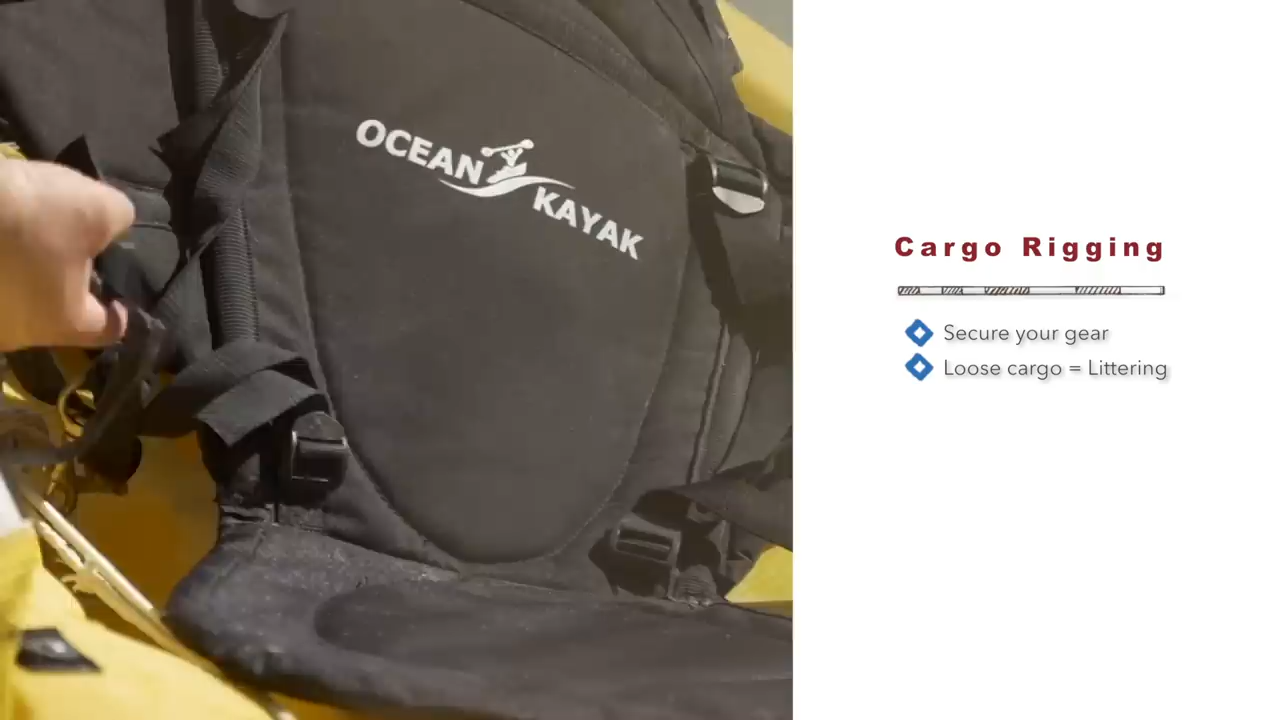 OCEAN
KAYAK
Cargo Rigging
Secure your gear
Loose cargo = Littering